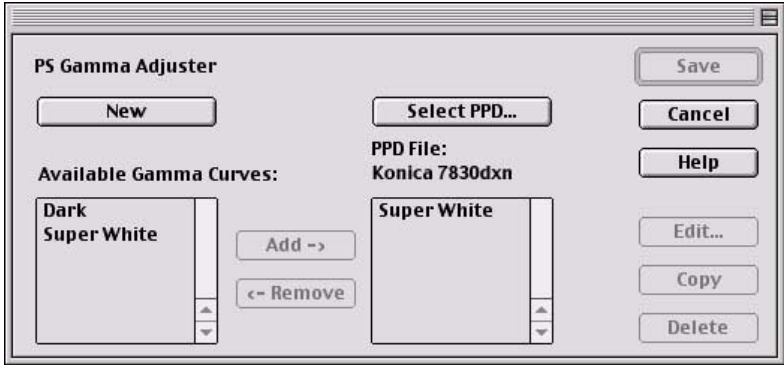 PS Gamma Adjuster
Save
New
Select PPD...
Cancel
PPD File:
Help
Available Gamma Curves:
Konica 7830dxn
Dark
Super White
Super White
Add ->
Edit...
<- Remove
Copy
Delete